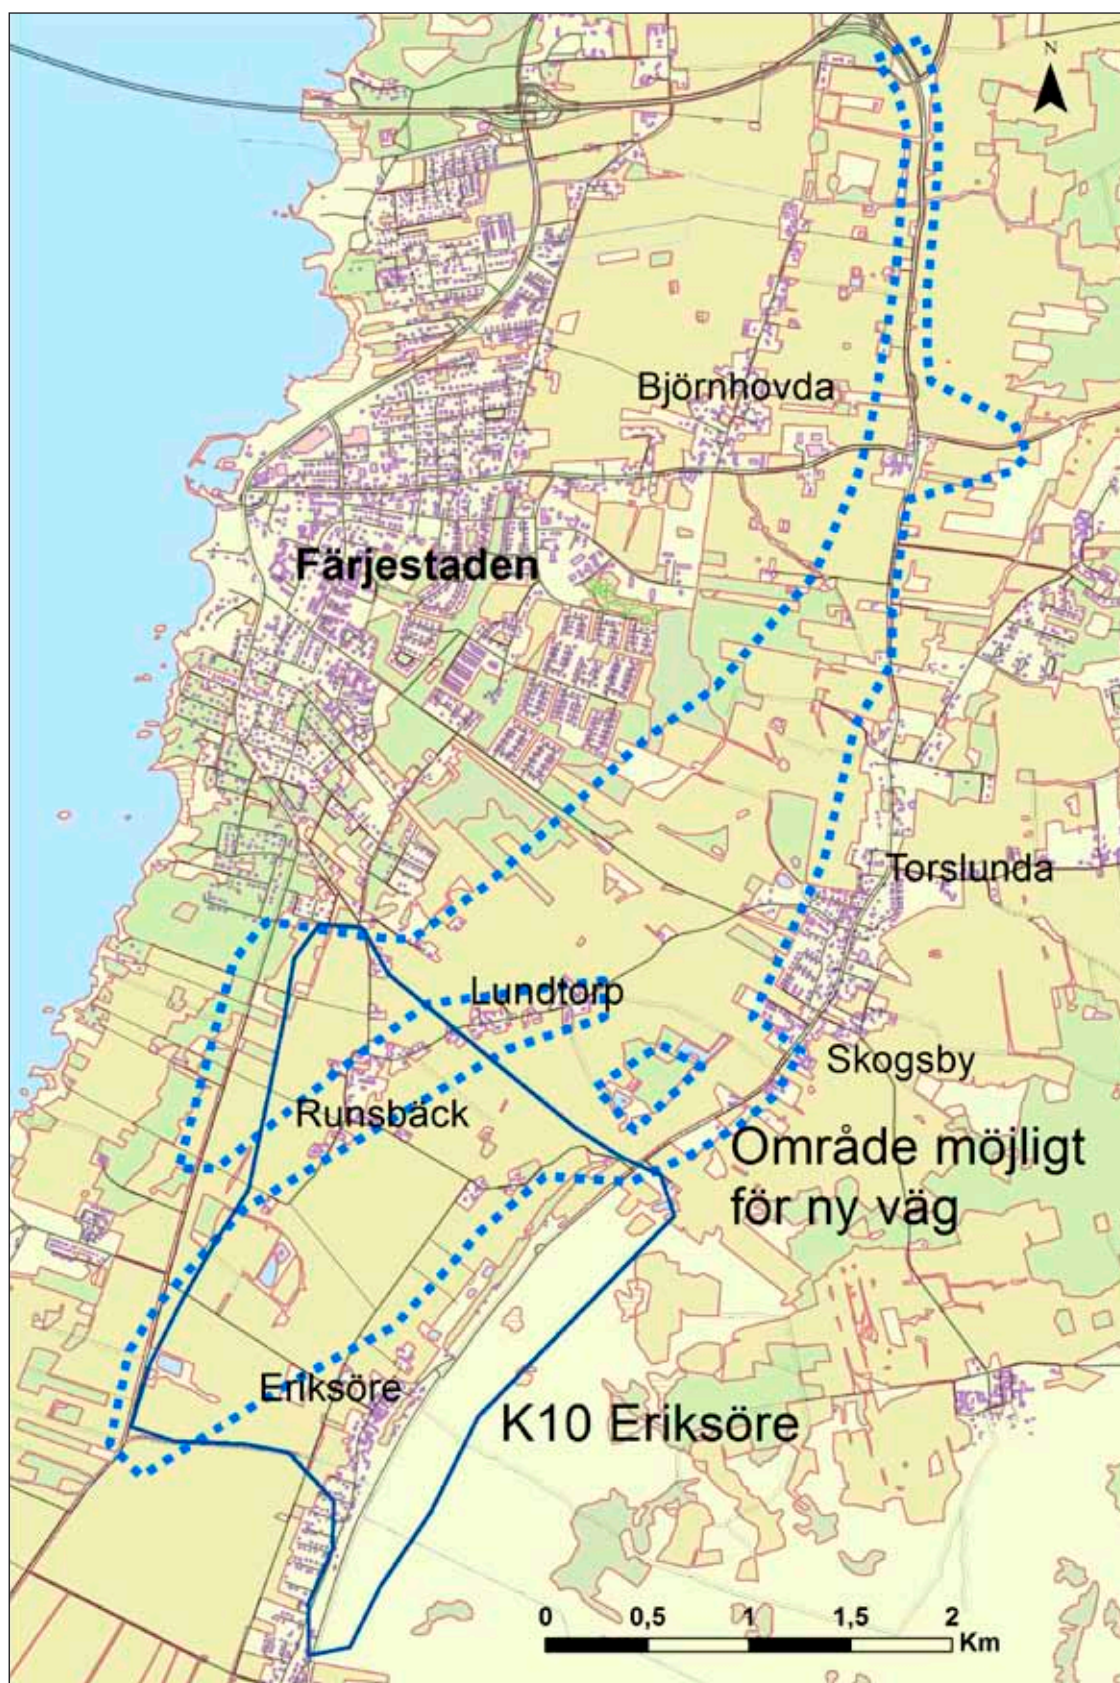 N
Björnhovda
Färjestaden
Torslunda
Lundtorp
Skogsby
Runsbäck
Område möjligt
för ny väg
Eriksöre
K10 Eriksöre
0 0,5 1 1,5 2
Km